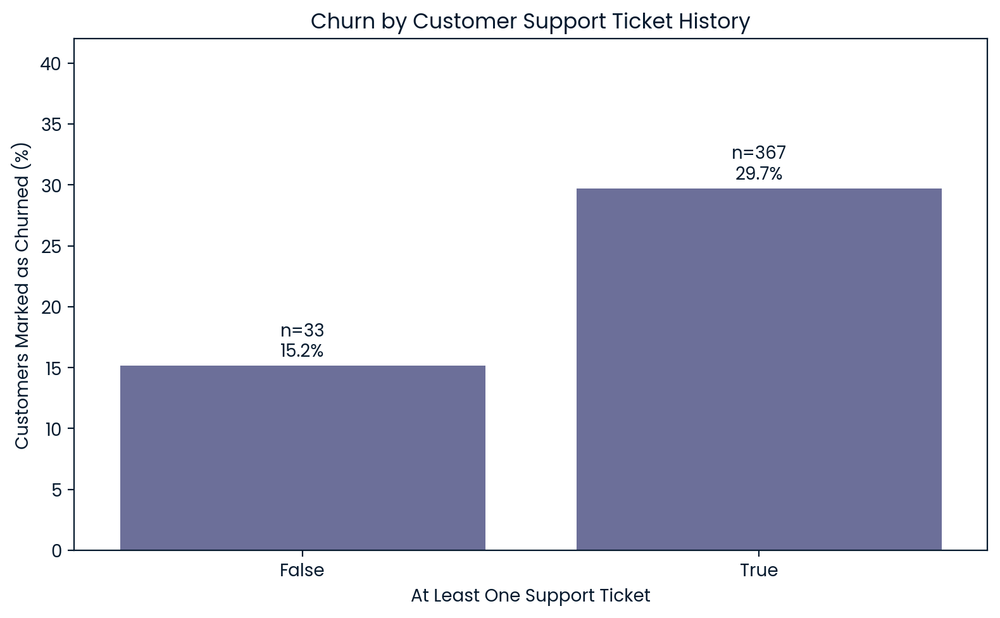 Churn by Customer Support Ticket History
Customers Marked as Churned (%)
40
35
30
25
20
15
10
5
0
n=33
15.2%
n=367
29.7%
False
True
At Least One Support Ticket